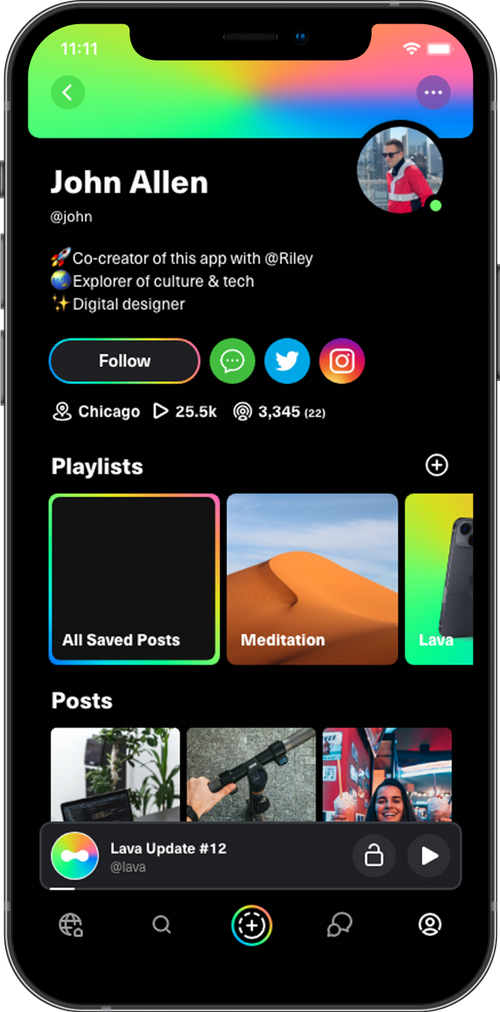 11:11
John Allen
@john
🚀Co-creator of this app with @Riley
🌏Explorer of culture & tech
✨Digital designer
Follow
Chicago 25.5k 3,345 (22)
Playlists
All Saved Posts
Meditation
Lava
Posts
Lava Update #12
@lava